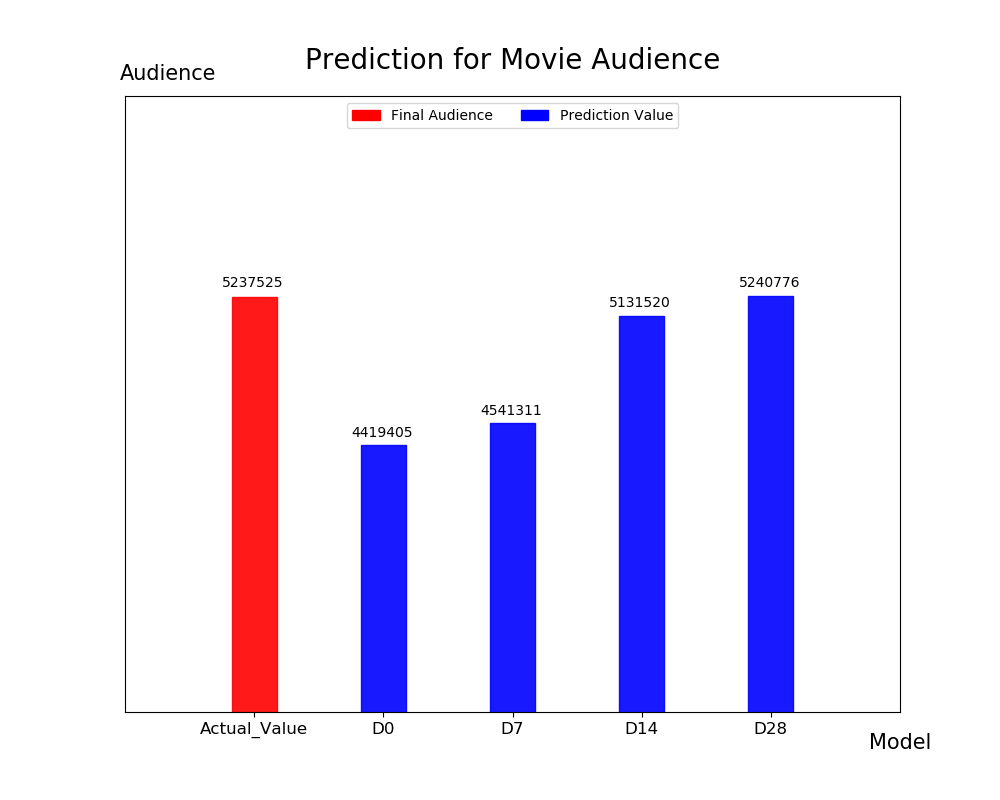 Prediction for Movie Audience
Audience
Final Audience Prediction Value
5237525 4419405 4541311 5131520 5240776
Actual_Value D0 D7 D14 D28
Model